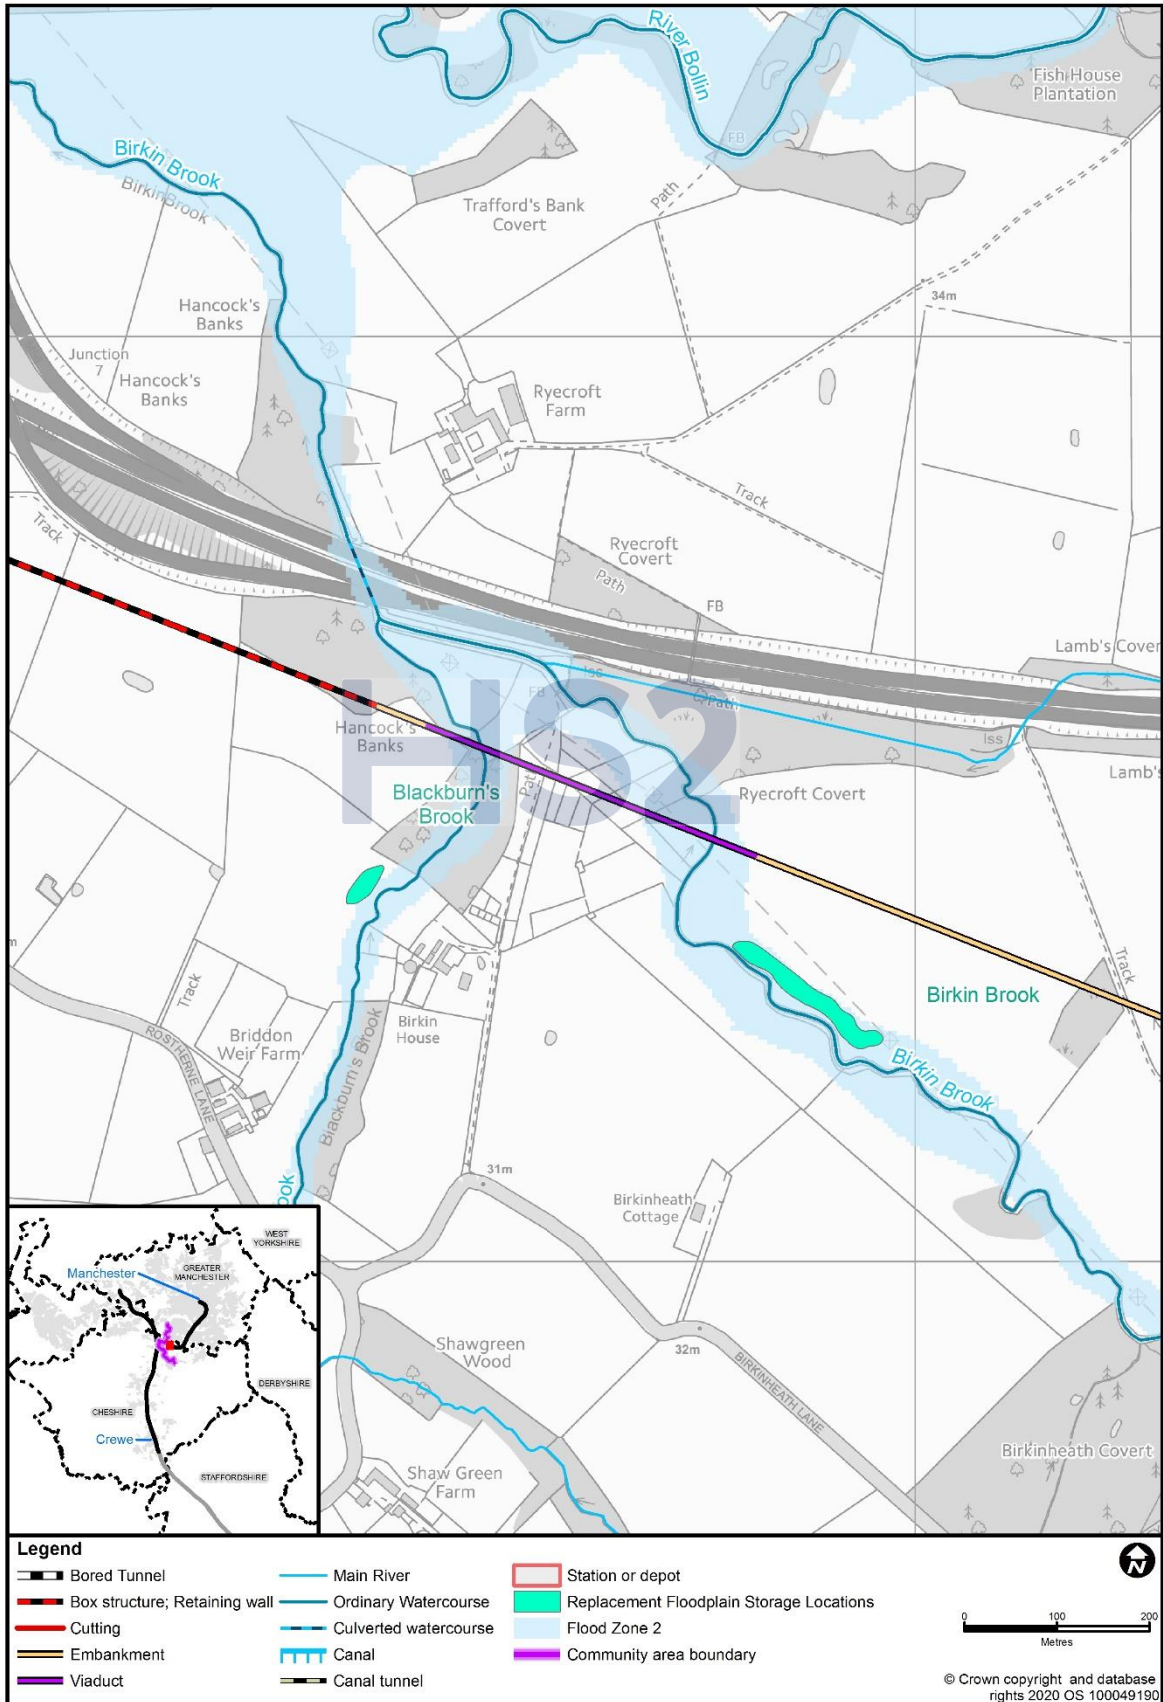 River Bollin
Fish House
Plantation
FB
Birkin Brook
Birkin Brook
Path
Trafford's Bank
Covert
34m
Hancock's
Banks
Junction
7
Hancock's
Banks
Ryecroft
Farm
Track
Track
Ryecroft
Covert
Path
FB
Lamb's Cover
Iss
FB
Path
HS2
Hancock's
Banks
Iss
Lamb's
Path
Blackburn's
Brook
Ryecroft Covert
m
Track
Track
Birkin Brook
ROSTHERNE LANE
Briddon
Weir Farm
Birkin
House
Blackburn's Brook
Birkin Brook
ook
31m
Birkinheath
Cottage
32m
BIRKINHEATH LANE
Shawgreen
Wood
Birkinheath Covert
Shaw Green
Farm
WEST
YORKSHIRE
GREATER
MANCHESTER
Manchester
DERBYSHIRE
CHESHIRE
Crewe
STAFFORDSHIRE
Legend
Bored Tunnel
Box structure; Retaining wall
Cutting
Embankment
Viaduct
Main River
Ordinary Watercourse
Culverted watercourse
Canal
Canal tunnel
Station or depot
Replacement Floodplain Storage Locations
Flood Zone 2
Community area boundary
N
0 100 200
Metres
© Crown copyright and database
rights 2020 OS 100049190